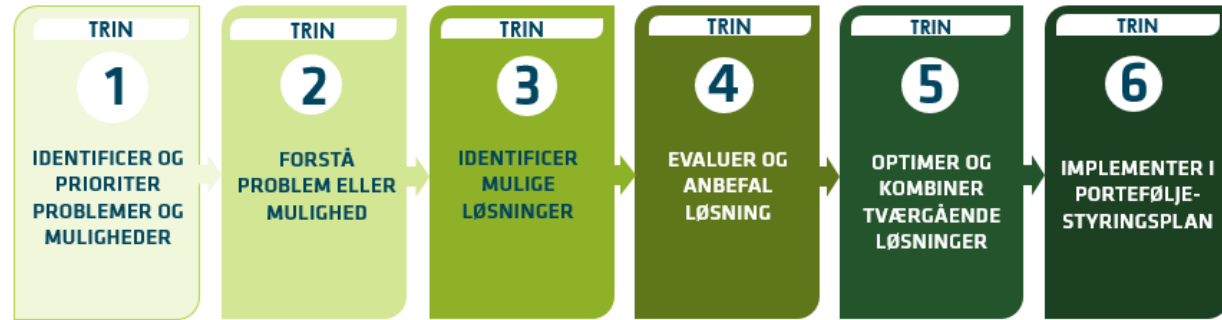 TRIN
1
IDENTIFICER OG
PRIORITER
PROBLEMER OG
MULIGHEDER
TRIN
2
FORSTÅ
PROBLEM ELLER
MULIGHED
TRIN
3
IDENTIFICER
MULIGE
LØSNINGER
TRIN
4
EVALUER OG
ANBEFAL
LØSNING
TRIN
5
OPTIMER OG
KOMBINER
TVÆRGÅENDE
LØSNINGER
TRIN
6
IMPLEMENTER I
PORTEFØLJE-
STYRINGSPLAN